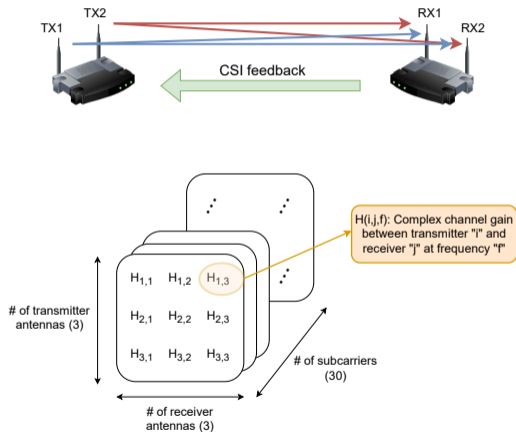 TX1
TX2
RX1
RX2
CSI feedback
H(i,j,f): Complex channel gain
between transmitter "i" and
receiver "j" at frequency "f"
H1,1 H1,2 H1,3
H2,1 H2,2 H2,3
H3,1 H3,2 H3,3
# of transmitter
antennas (3)
# of subcarriers
(30)
# of receiver
antennas (3)